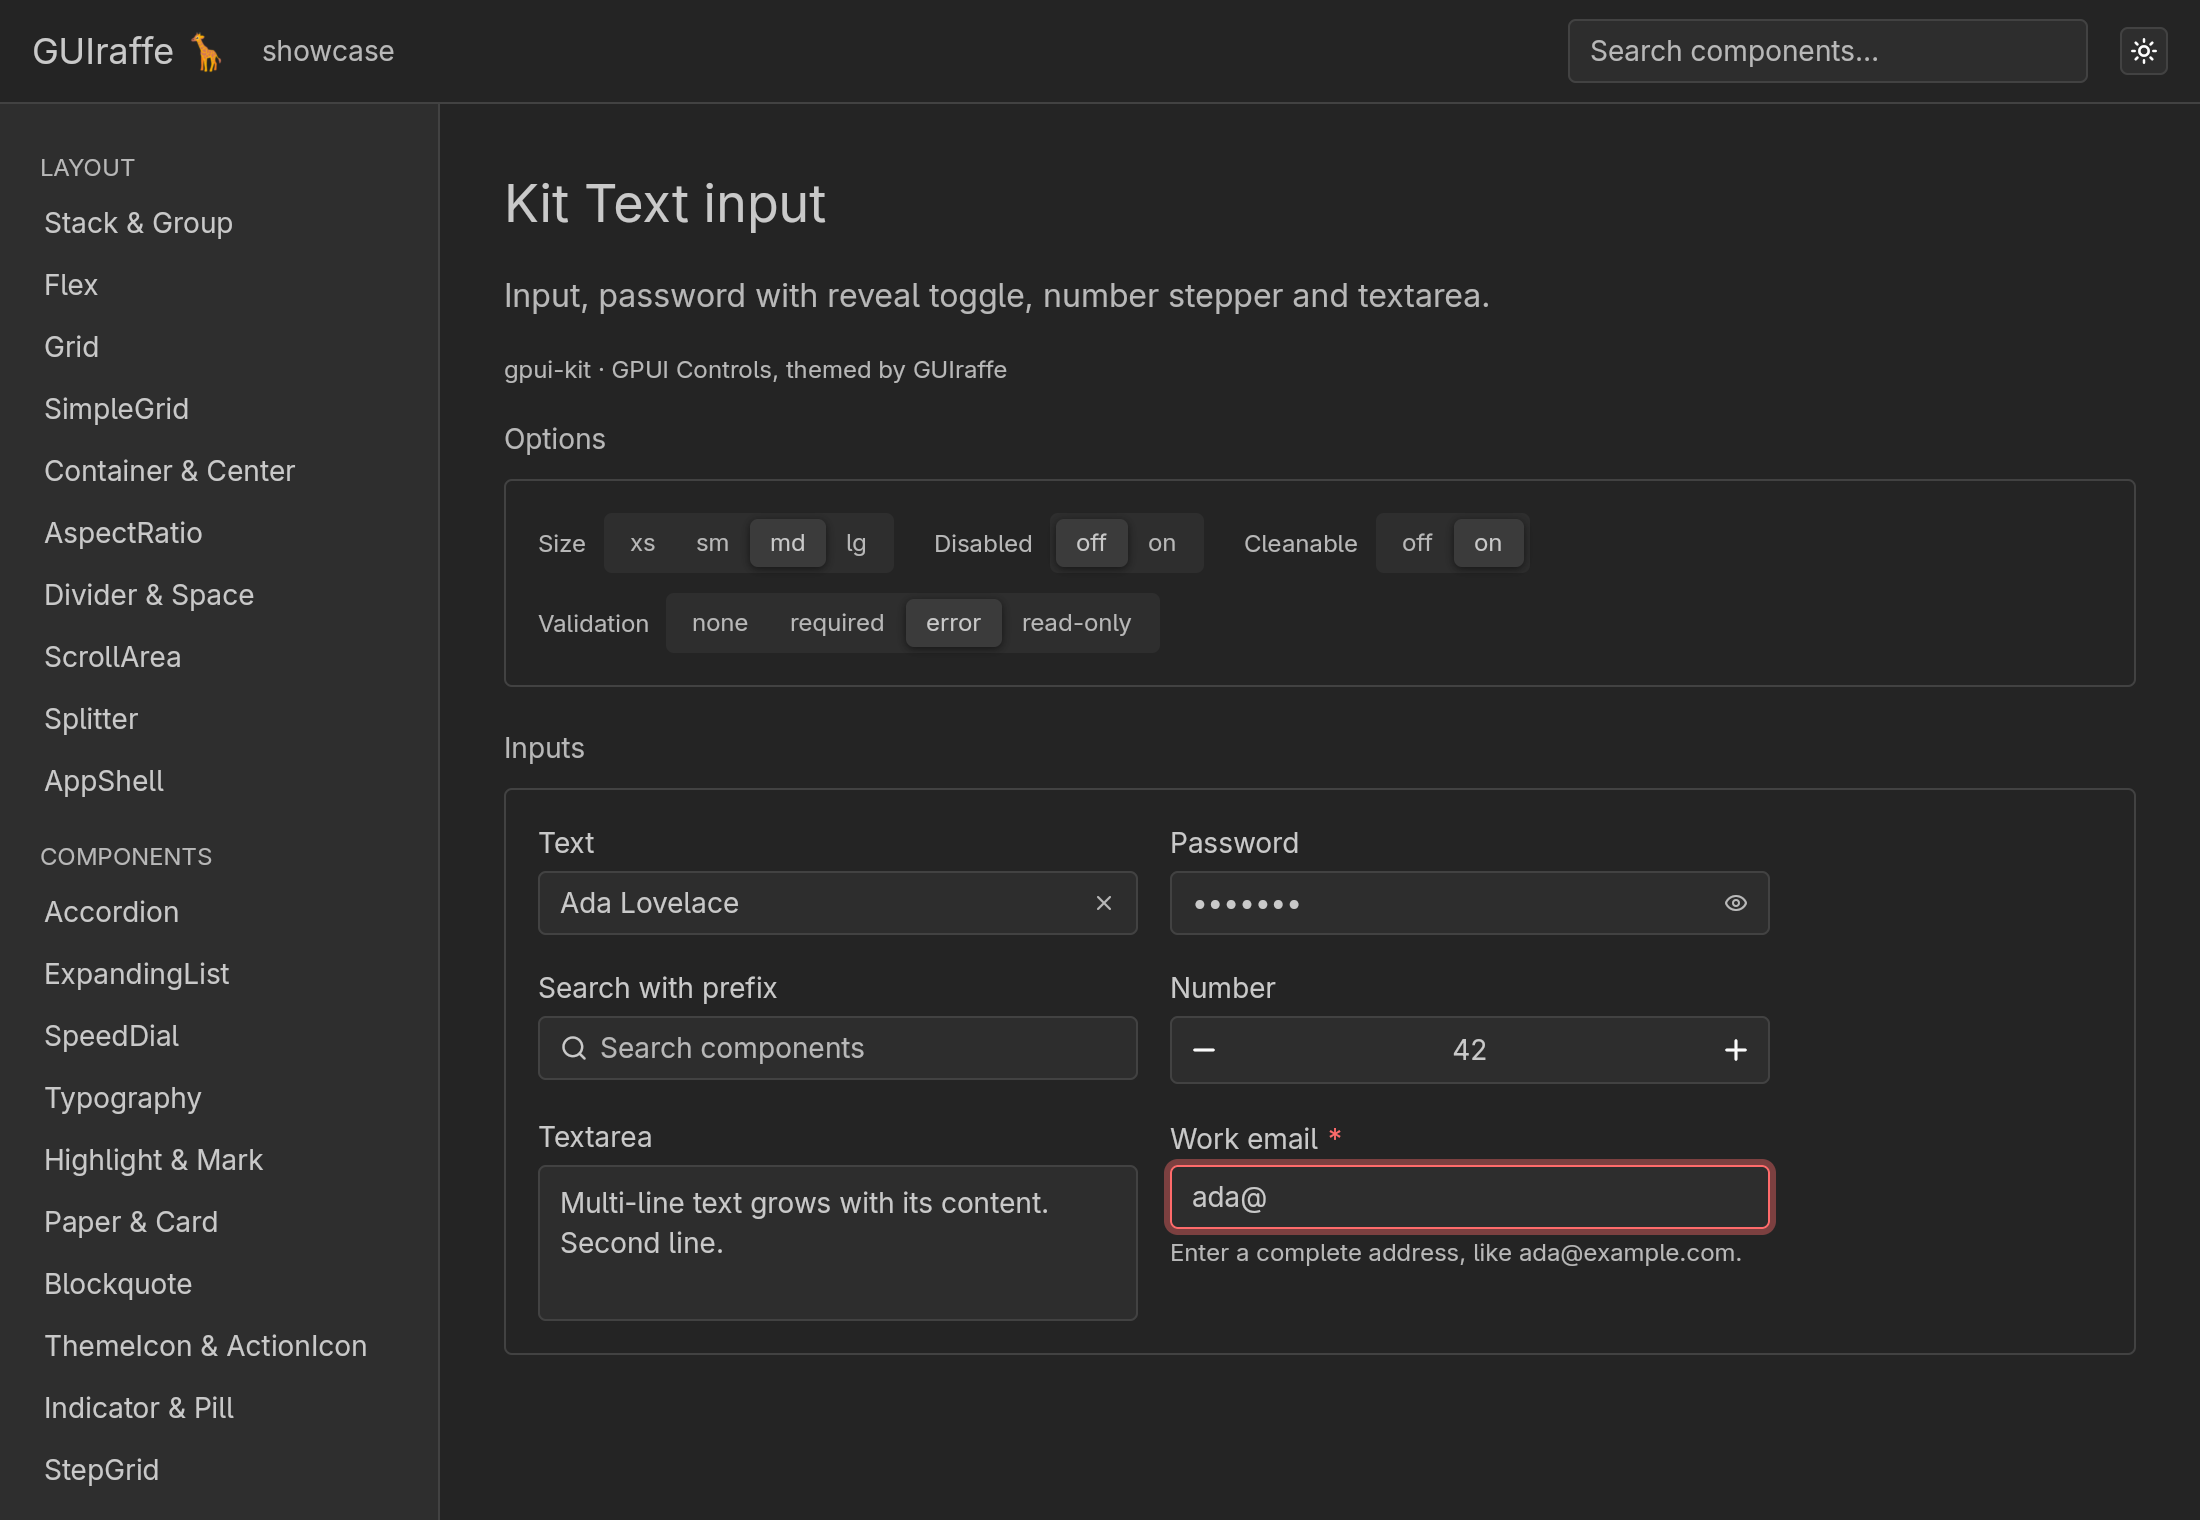 GUIraffe 🦒 showcase
Search components...
LAYOUT
Stack & Group
Flex
Grid
SimpleGrid
Container & Center
AspectRatio
Divider & Space
ScrollArea
Splitter
AppShell
COMPONENTS
Accordion
ExpandingList
SpeedDial
Typography
Highlight & Mark
Paper & Card
Blockquote
ThemeIcon & ActionIcon
Indicator & Pill
StepGrid
Kit Text input
Input, password with reveal toggle, number stepper and textarea.
gpui-kit · GPUI Controls, themed by GUIraffe
Options
Size xs sm md lg Disabled off on Cleanable off on
Validation none required error read-only
Inputs
Text
Ada Lovelace
Password
•••••••
Search with prefix
Search components
Number
42
Textarea
Multi-line text grows with its content.
Second line.
Work email *
ada@
Enter a complete address, like ada@example.com.